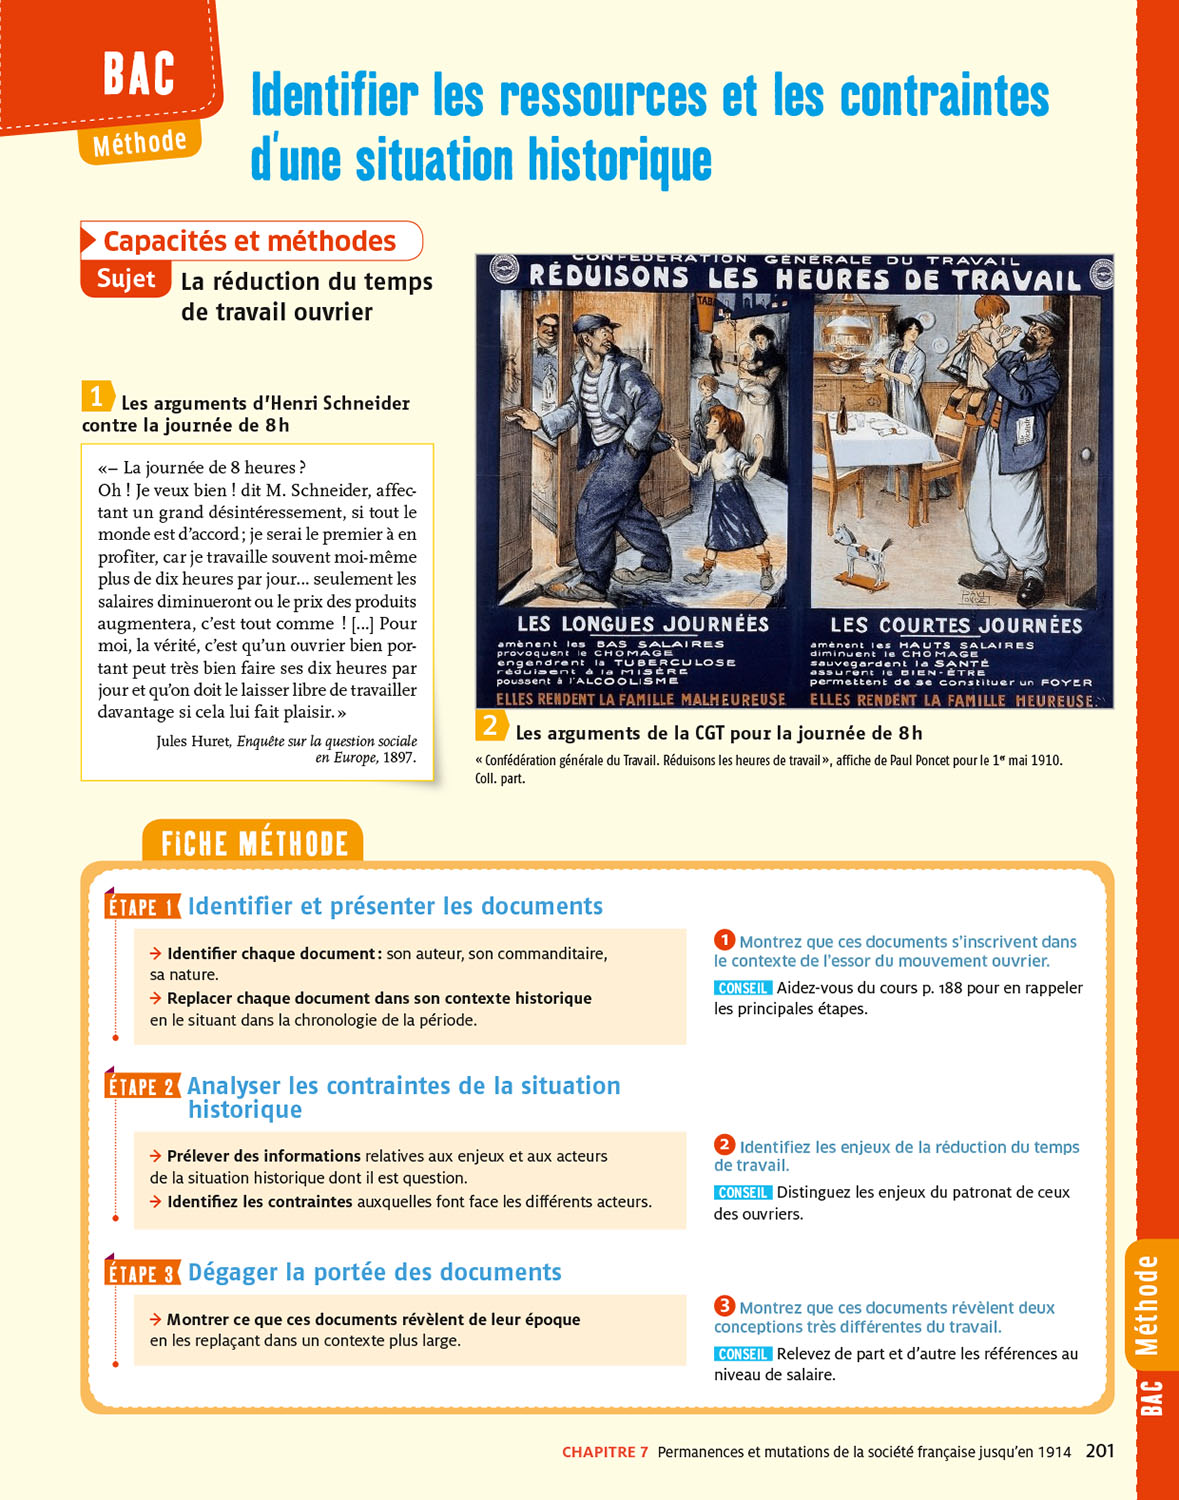 BAC
Méthode
Identifier les ressources et les contraintes
d'une situation historique
Capacités et méthodes
Sujet La réduction du temps
de travail ouvrier
1 Les arguments d'Henri Schneider
contre la journée de 8 h
«– La journée de 8 heures ?
Oh ! Je veux bien ! dit M. Schneider, affec-
tant un grand désintéressement, si tout le
monde est d'accord ; je serai le premier à en
profiter, car je travaille souvent moi-même
plus de dix heures par jour... seulement les
salaires diminueront ou le prix des produits
augmentera, c'est tout comme ! [...] Pour
moi, la vérité, c'est qu'un ouvrier bien por-
tant peut très bien faire ses dix heures par
jour et qu'on doit le laisser libre de travailler
davantage si cela lui fait plaisir. »
Jules Huret, Enquête sur la question sociale
en Europe, 1897.
CONFÉDÉRATION GÉNÉRALE DU TRAVAIL
RÉDUISONS LES HEURES DE TRAVAIL
TAB
LES LONGUES JOURNÉES
amènent les BAS SALAIRES
provoquent le CHOMAGE
engendrent la TUBERCULOSE
réduisent à la MISÈRE
poussent à l'ALCOOLISME
ELLES RENDENT LA FAMILLE MALHEUREUSE
LES COURTES JOURNÉES
amènent les HAUTS SALAIRES
diminuent le CHOMAGE
sauvegardent la SANTÉ
assurent le BIEN-ÊTRE
permettent de se constituer un FOYER
ELLES RENDENT LA FAMILLE HEUREUSE.
2 Les arguments de la CGT pour la journée de 8 h
« Confédération générale du Travail. Réduisons les heures de travail », affiche de Paul Poncet pour le 1er mai 1910.
Coll. part.
FiCHE MÉTHODE
ÉTAPE 1 Identifier et présenter les documents
→ Identifier chaque document : son auteur, son commanditaire,
sa nature.
→ Replacer chaque document dans son contexte historique
en le situant dans la chronologie de la période.
1 Montrez que ces documents s'inscrivent dans
le contexte de l'essor du mouvement ouvrier.
CONSEIL Aidez-vous du cours p. 188 pour en rappeler
les principales étapes.
ÉTAPE 2 Analyser les contraintes de la situation
historique
→ Prélever des informations relatives aux enjeux et aux acteurs
de la situation historique dont il est question.
→ Identifiez les contraintes auxquelles font face les différents acteurs.
2 Identifiez les enjeux de la réduction du temps
de travail.
CONSEIL Distinguez les enjeux du patronat de ceux
des ouvriers.
ÉTAPE 3 Dégager la portée des documents
→ Montrer ce que ces documents révèlent de leur époque
en les replaçant dans un contexte plus large.
3 Montrez que ces documents révèlent deux
conceptions très différentes du travail.
CONSEIL Relevez de part et d'autre les références au
niveau de salaire.
Méthode
BAC
CHAPITRE 7 Permanences et mutations de la société française jusqu'en 1914 201